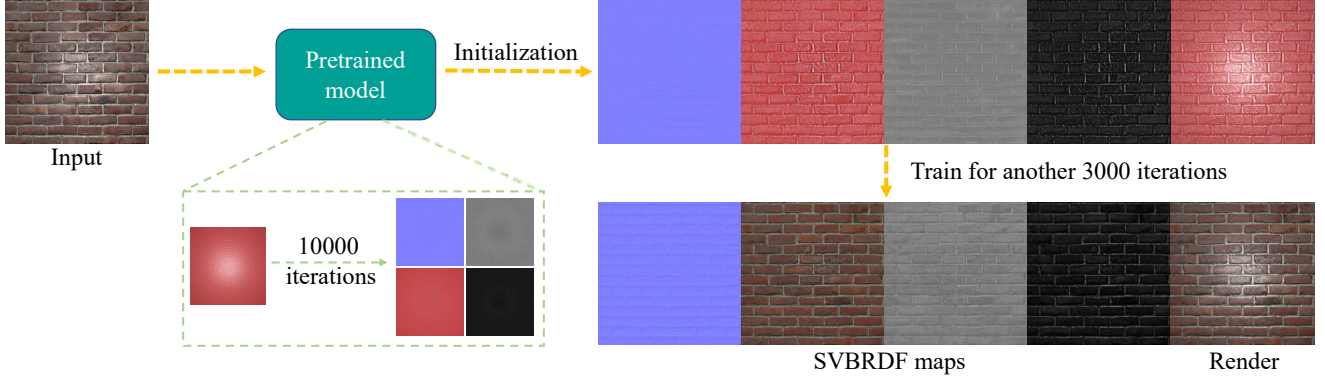 Input
Pretrained
model
Initialization
10000
iterations
Train for another 3000 iterations
SVBRDF maps
Render